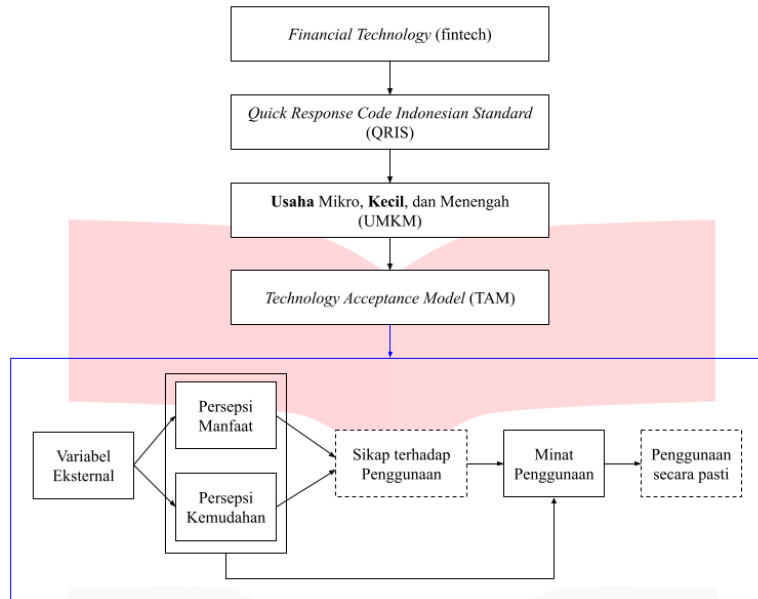 Financial Technology (fintech)
Quick Response Code Indonesian Standard
(QRIS)
Usaha Mikro, Kecil, dan Menengah
(UMKM)
Technology Acceptance Model (TAM)
Variabel
Eksternal
Persepsi
Manfaat
Persepsi
Kemudahan
Sikap terhadap
Penggunaan
Minat
Penggunaan
Penggunaan
secara pasti